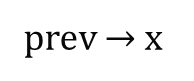 prev → x